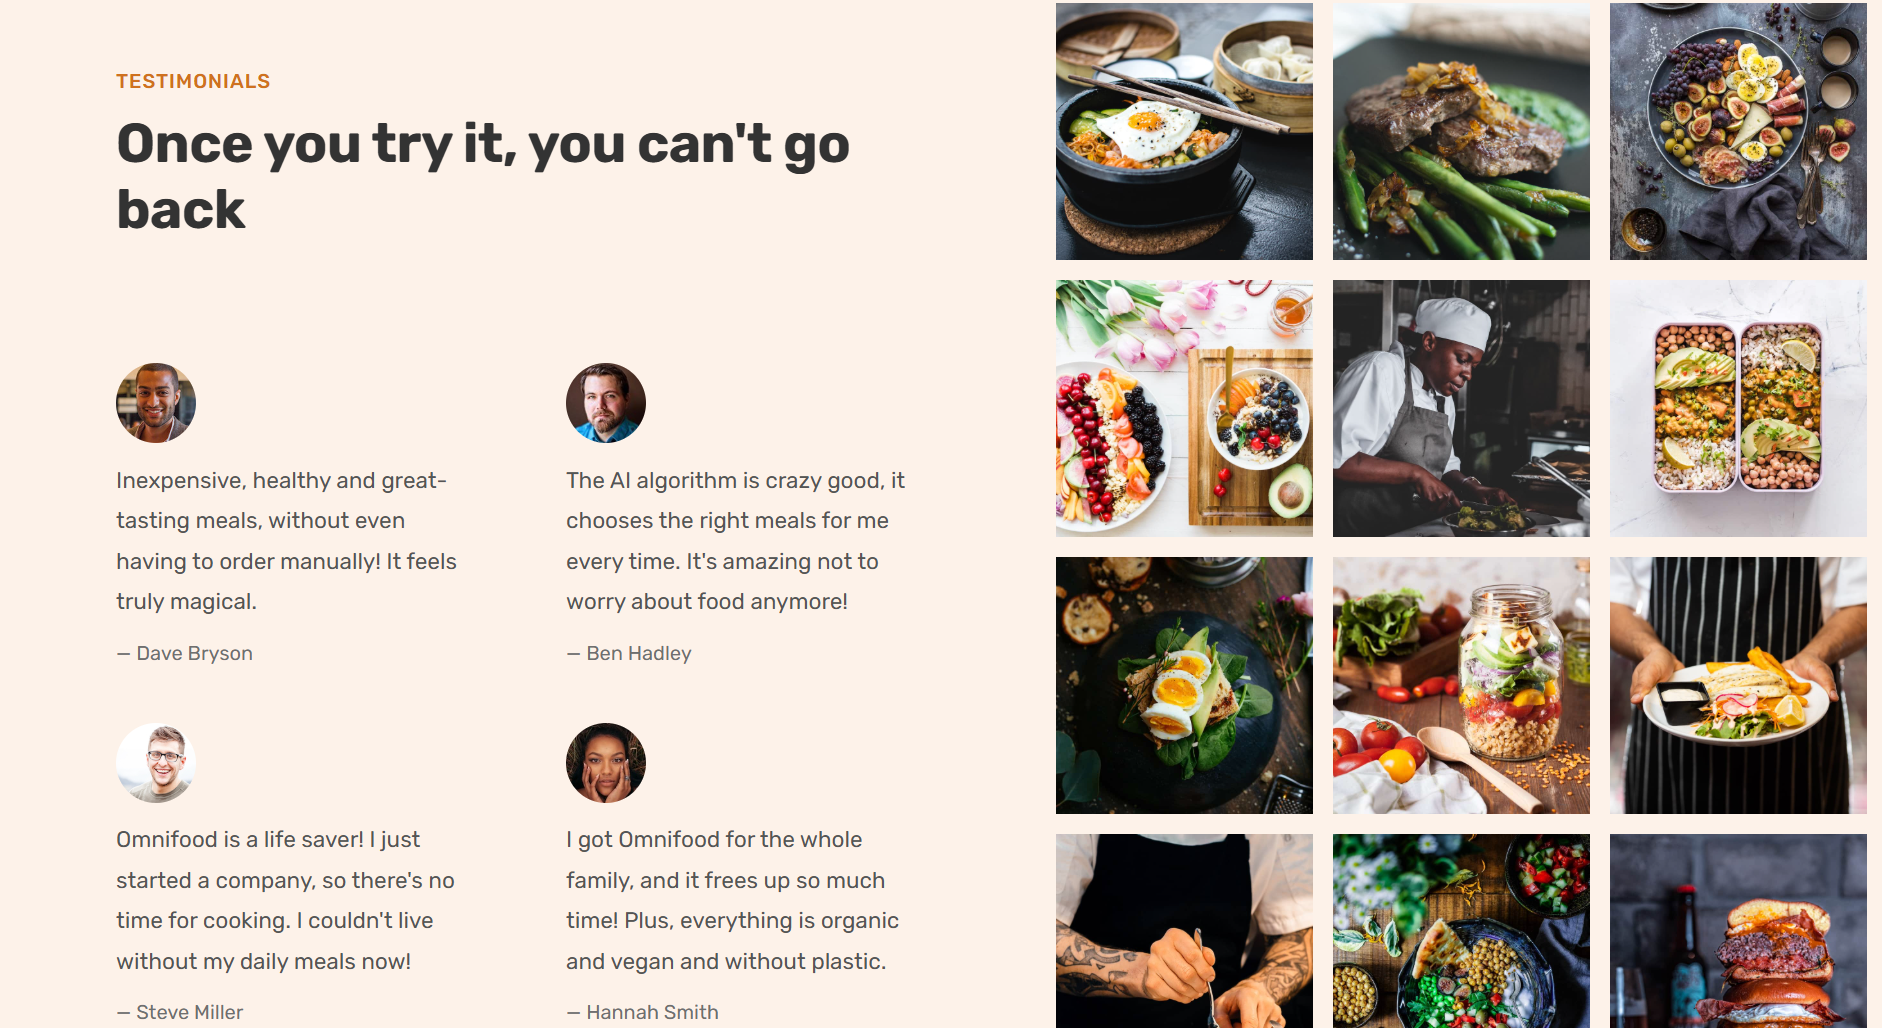 TESTIMONIALS
Once you try it, you can't go
back
Inexpensive, healthy and great-
tasting meals, without even
having to order manually! It feels
truly magical.
— Dave Bryson
The AI algorithm is crazy good, it
chooses the right meals for me
every time. It's amazing not to
worry about food anymore!
— Ben Hadley
Omnifood is a life saver! I just
started a company, so there's no
time for cooking. I couldn't live
without my daily meals now!
— Steve Miller
I got Omnifood for the whole
family, and it frees up so much
time! Plus, everything is organic
and vegan and without plastic.
— Hannah Smith